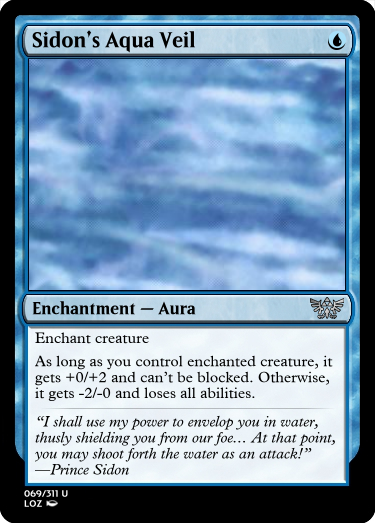 Sidon's Aqua Veil
Enchantment — Aura
Enchant creature
As long as you control enchanted creature, it
gets +0/+2 and can't be blocked. Otherwise,
it gets -2/-0 and loses all abilities.
“I shall use my power to envelop you in water,
thusly shielding you from our foe… At that point,
you may shoot forth the water as an attack!”
—Prince Sidon
069/311 U
LOZ